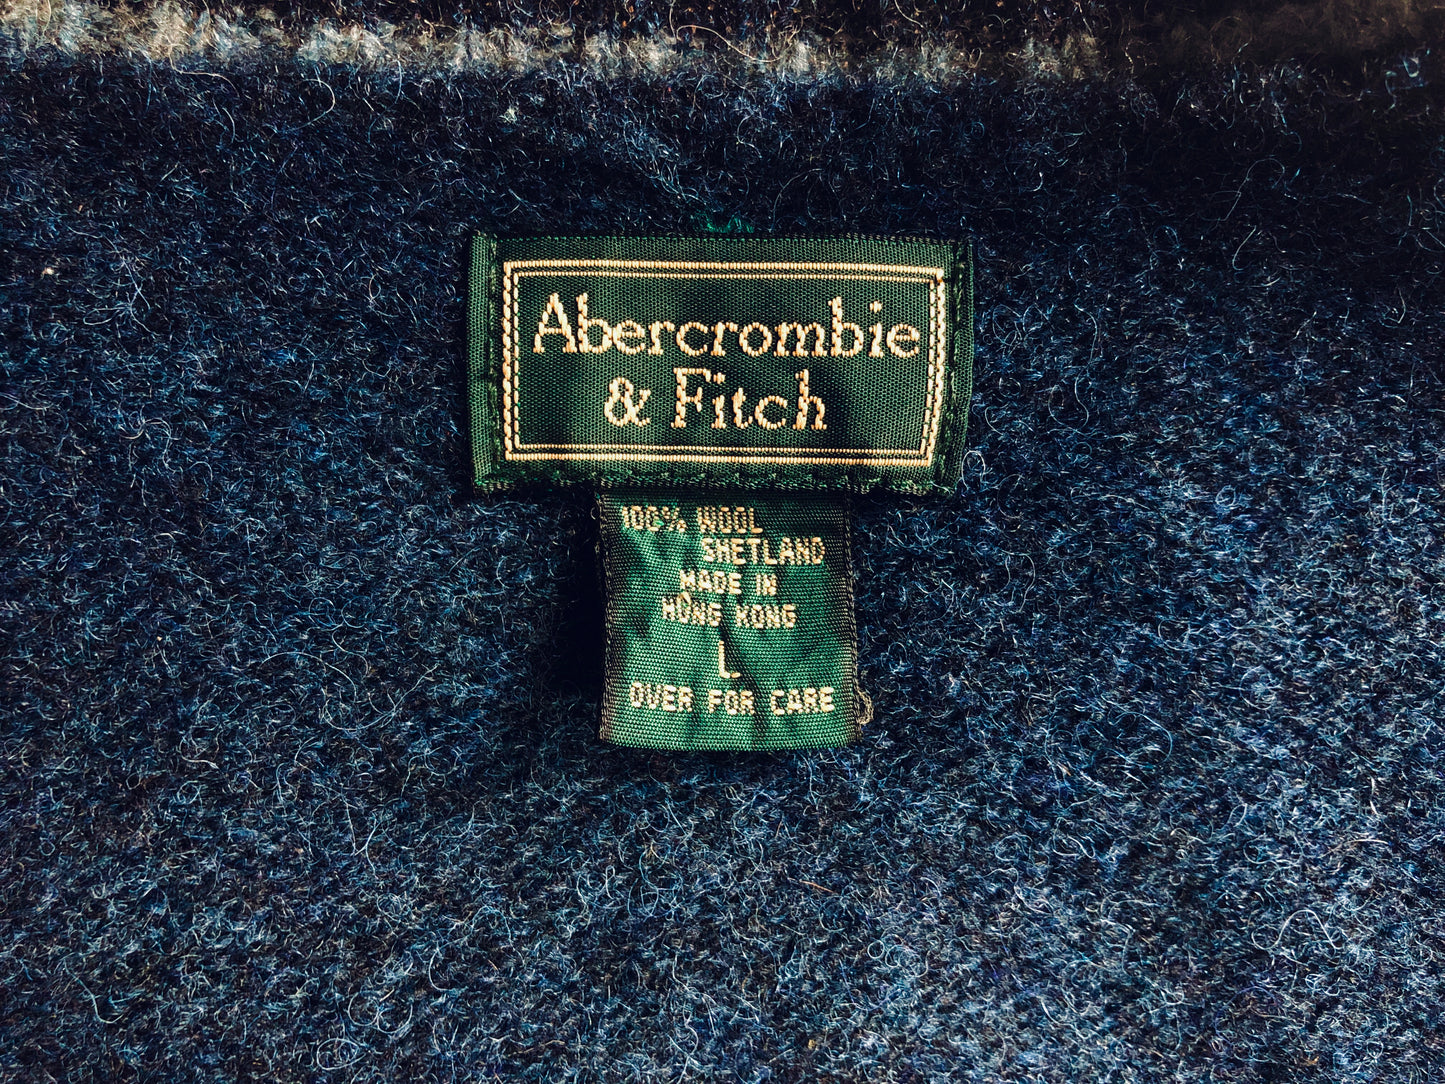 Abercrombie
& Fitch
100% WOOL
SHETLAND
MADE IN
HONG KONG
L
OVER FOR CARE